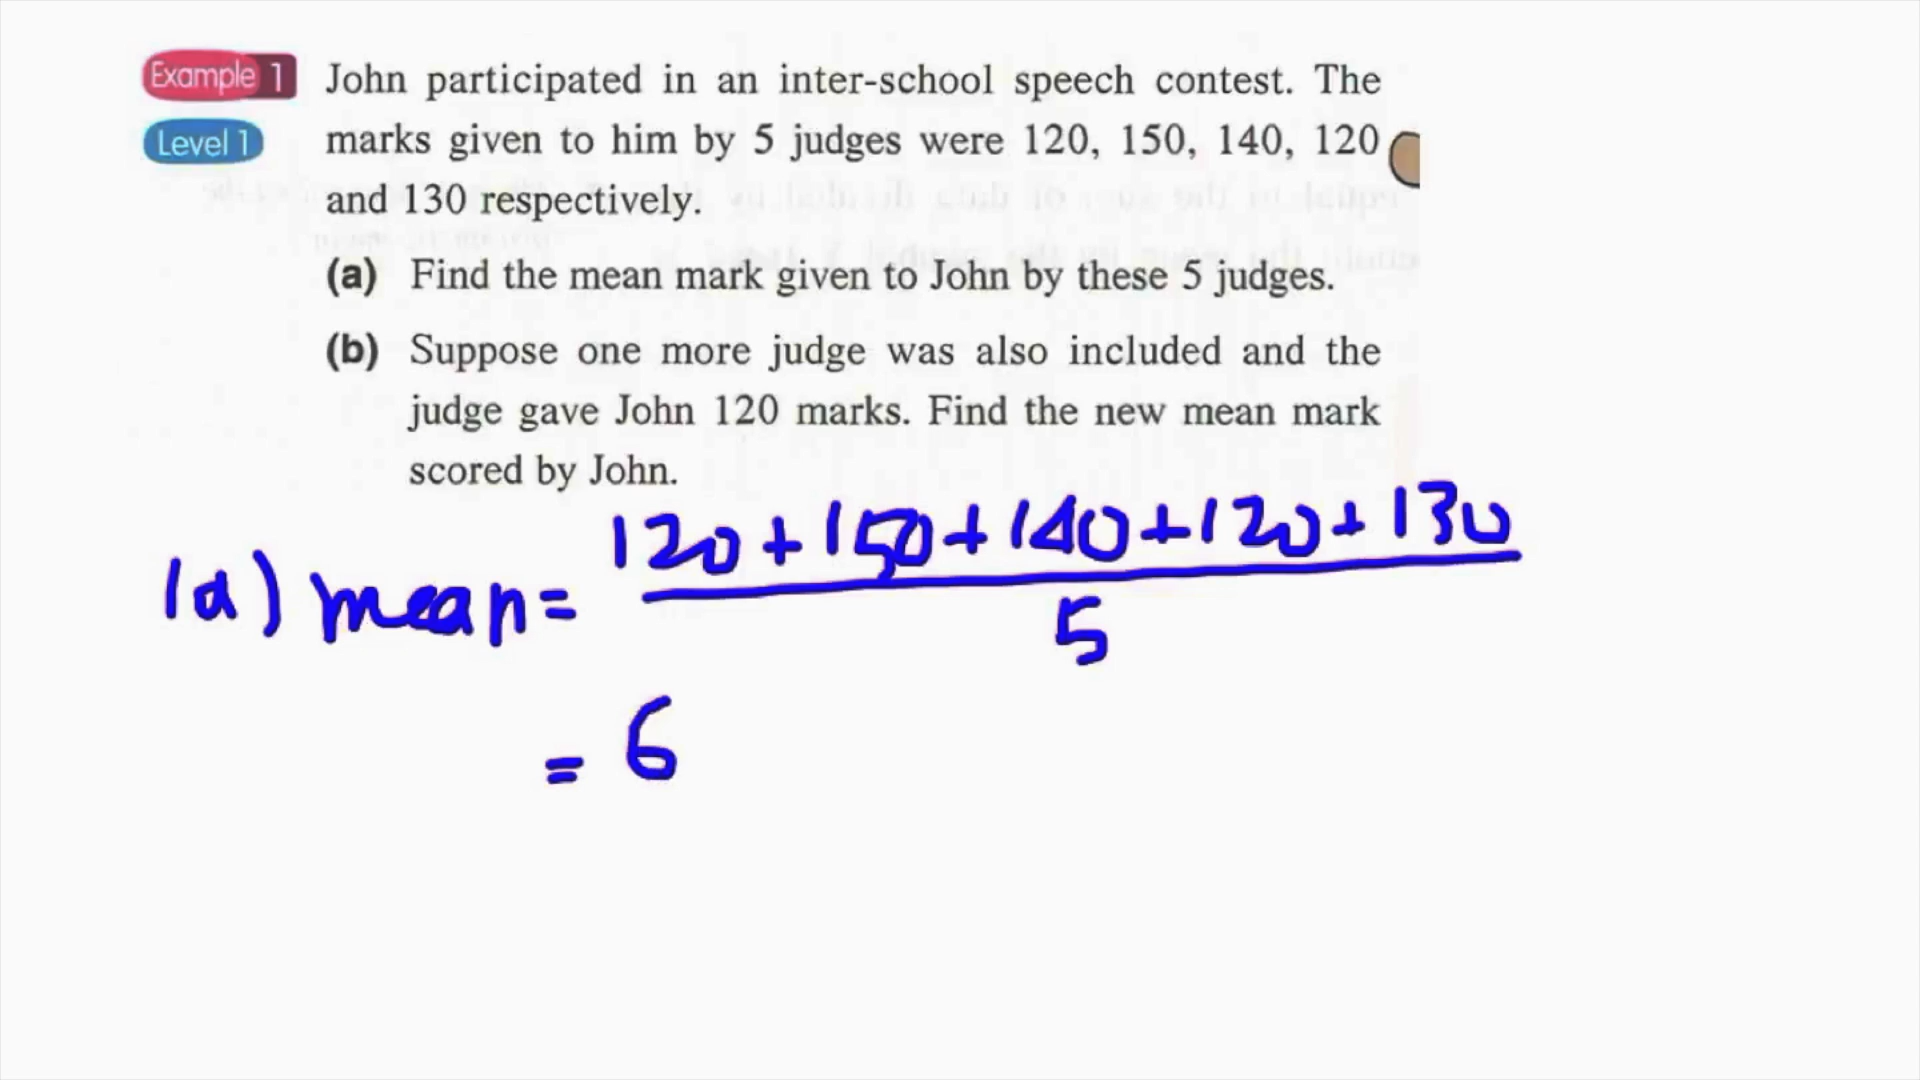 Example 1 John participated in an inter-school speech contest. The
Level 1 marks given to him by 5 judges were 120, 150, 140, 120
and 130 respectively.
(a) Find the mean mark given to John by these 5 judges.
(b) Suppose one more judge was also included and the
judge gave John 120 marks. Find the new mean mark
scored by John.
(a) mean = 120+150+140+120+130
5
= 6